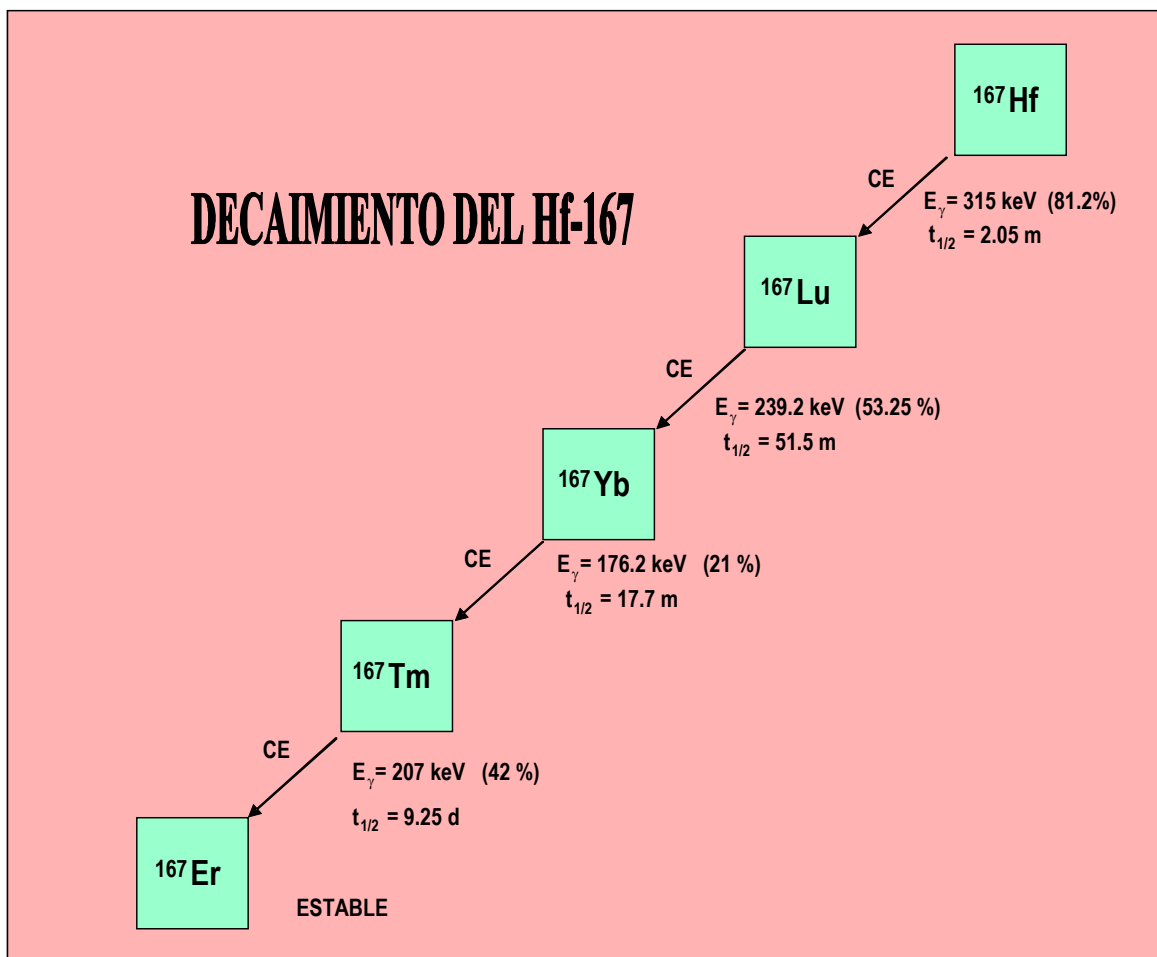 ¹⁶⁷Hf
CE
DECAIMIENTO DEL Hf-167
Eγ= 315 keV (81.2%)
t1/2 = 2.05 m
¹⁶⁷Lu
CE
Eγ= 239.2 keV (53.25 %)
t1/2 = 51.5 m
¹⁶⁷Yb
CE
Eγ= 176.2 keV (21 %)
t1/2 = 17.7 m
¹⁶⁷Tm
CE
Eγ= 207 keV (42 %)
t1/2 = 9.25 d
¹⁶⁷Er
ESTABLE